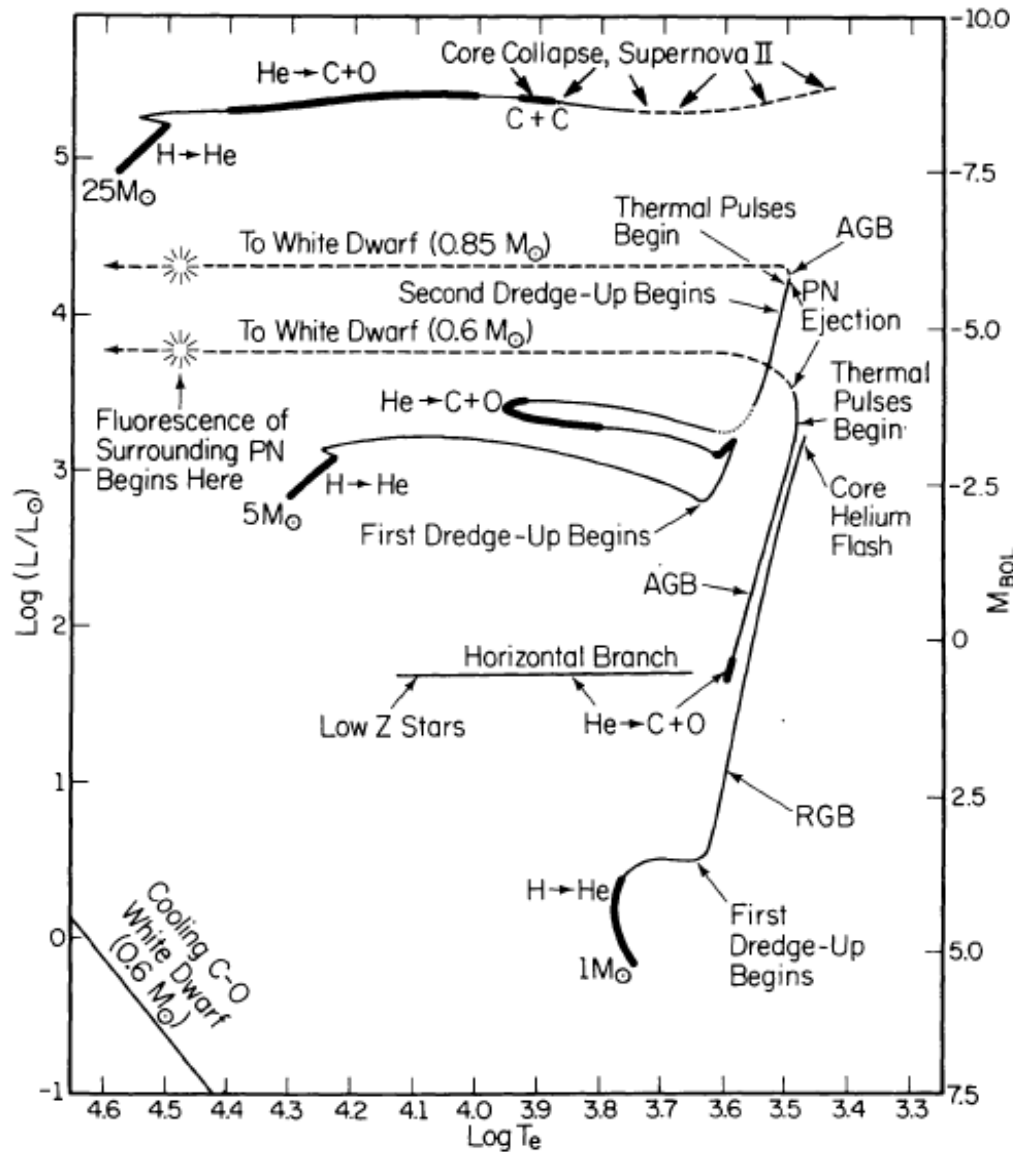 -10.0
Core Collapse, Supernova II
He→C+O
C + C
H→He
5
25M⊙
-7.5
Thermal Pulses
Begin
AGB
To White Dwarf (0.85 M⊙)
Second Dredge-Up Begins
PN
Ejection
4
To White Dwarf (0.6 M⊙)
-5.0
Thermal
Pulses
Begin
He→C+O
Fluorescence of
Surrounding PN
Begins Here
H→He
3
5M⊙
-2.5
First Dredge-Up Begins
Core
Helium
Flash
Log (L/L⊙)
MBOL
AGB
2
0
Horizontal Branch
Low Z Stars
He→C+O
1
2.5
RGB
H→He
First
Dredge-Up
Begins
Cooling C-O
White Dwarf
(0.6 M⊙)
0
1M⊙
5.0
-1
7.5
4.6 4.5 4.4 4.3 4.2 4.1 4.0 3.9 3.8 3.7 3.6 3.5 3.4 3.3
Log Te